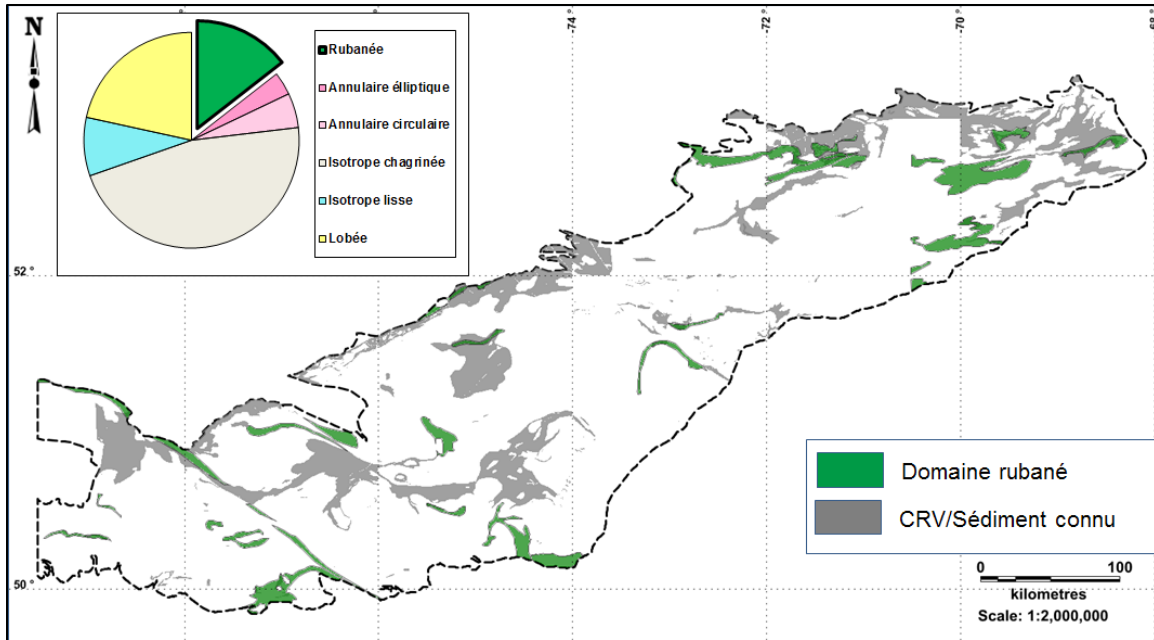 N
-74
-72
-70
68
Rubanée
Annulaire élliptique
Annulaire circulaire
Isotrope chagrinée
Isotrope lisse
Lobée
52 °
50 °
Domaine rubané
CRV/Sédiment connu
0 100
kilometres
Scale: 1:2,000,000